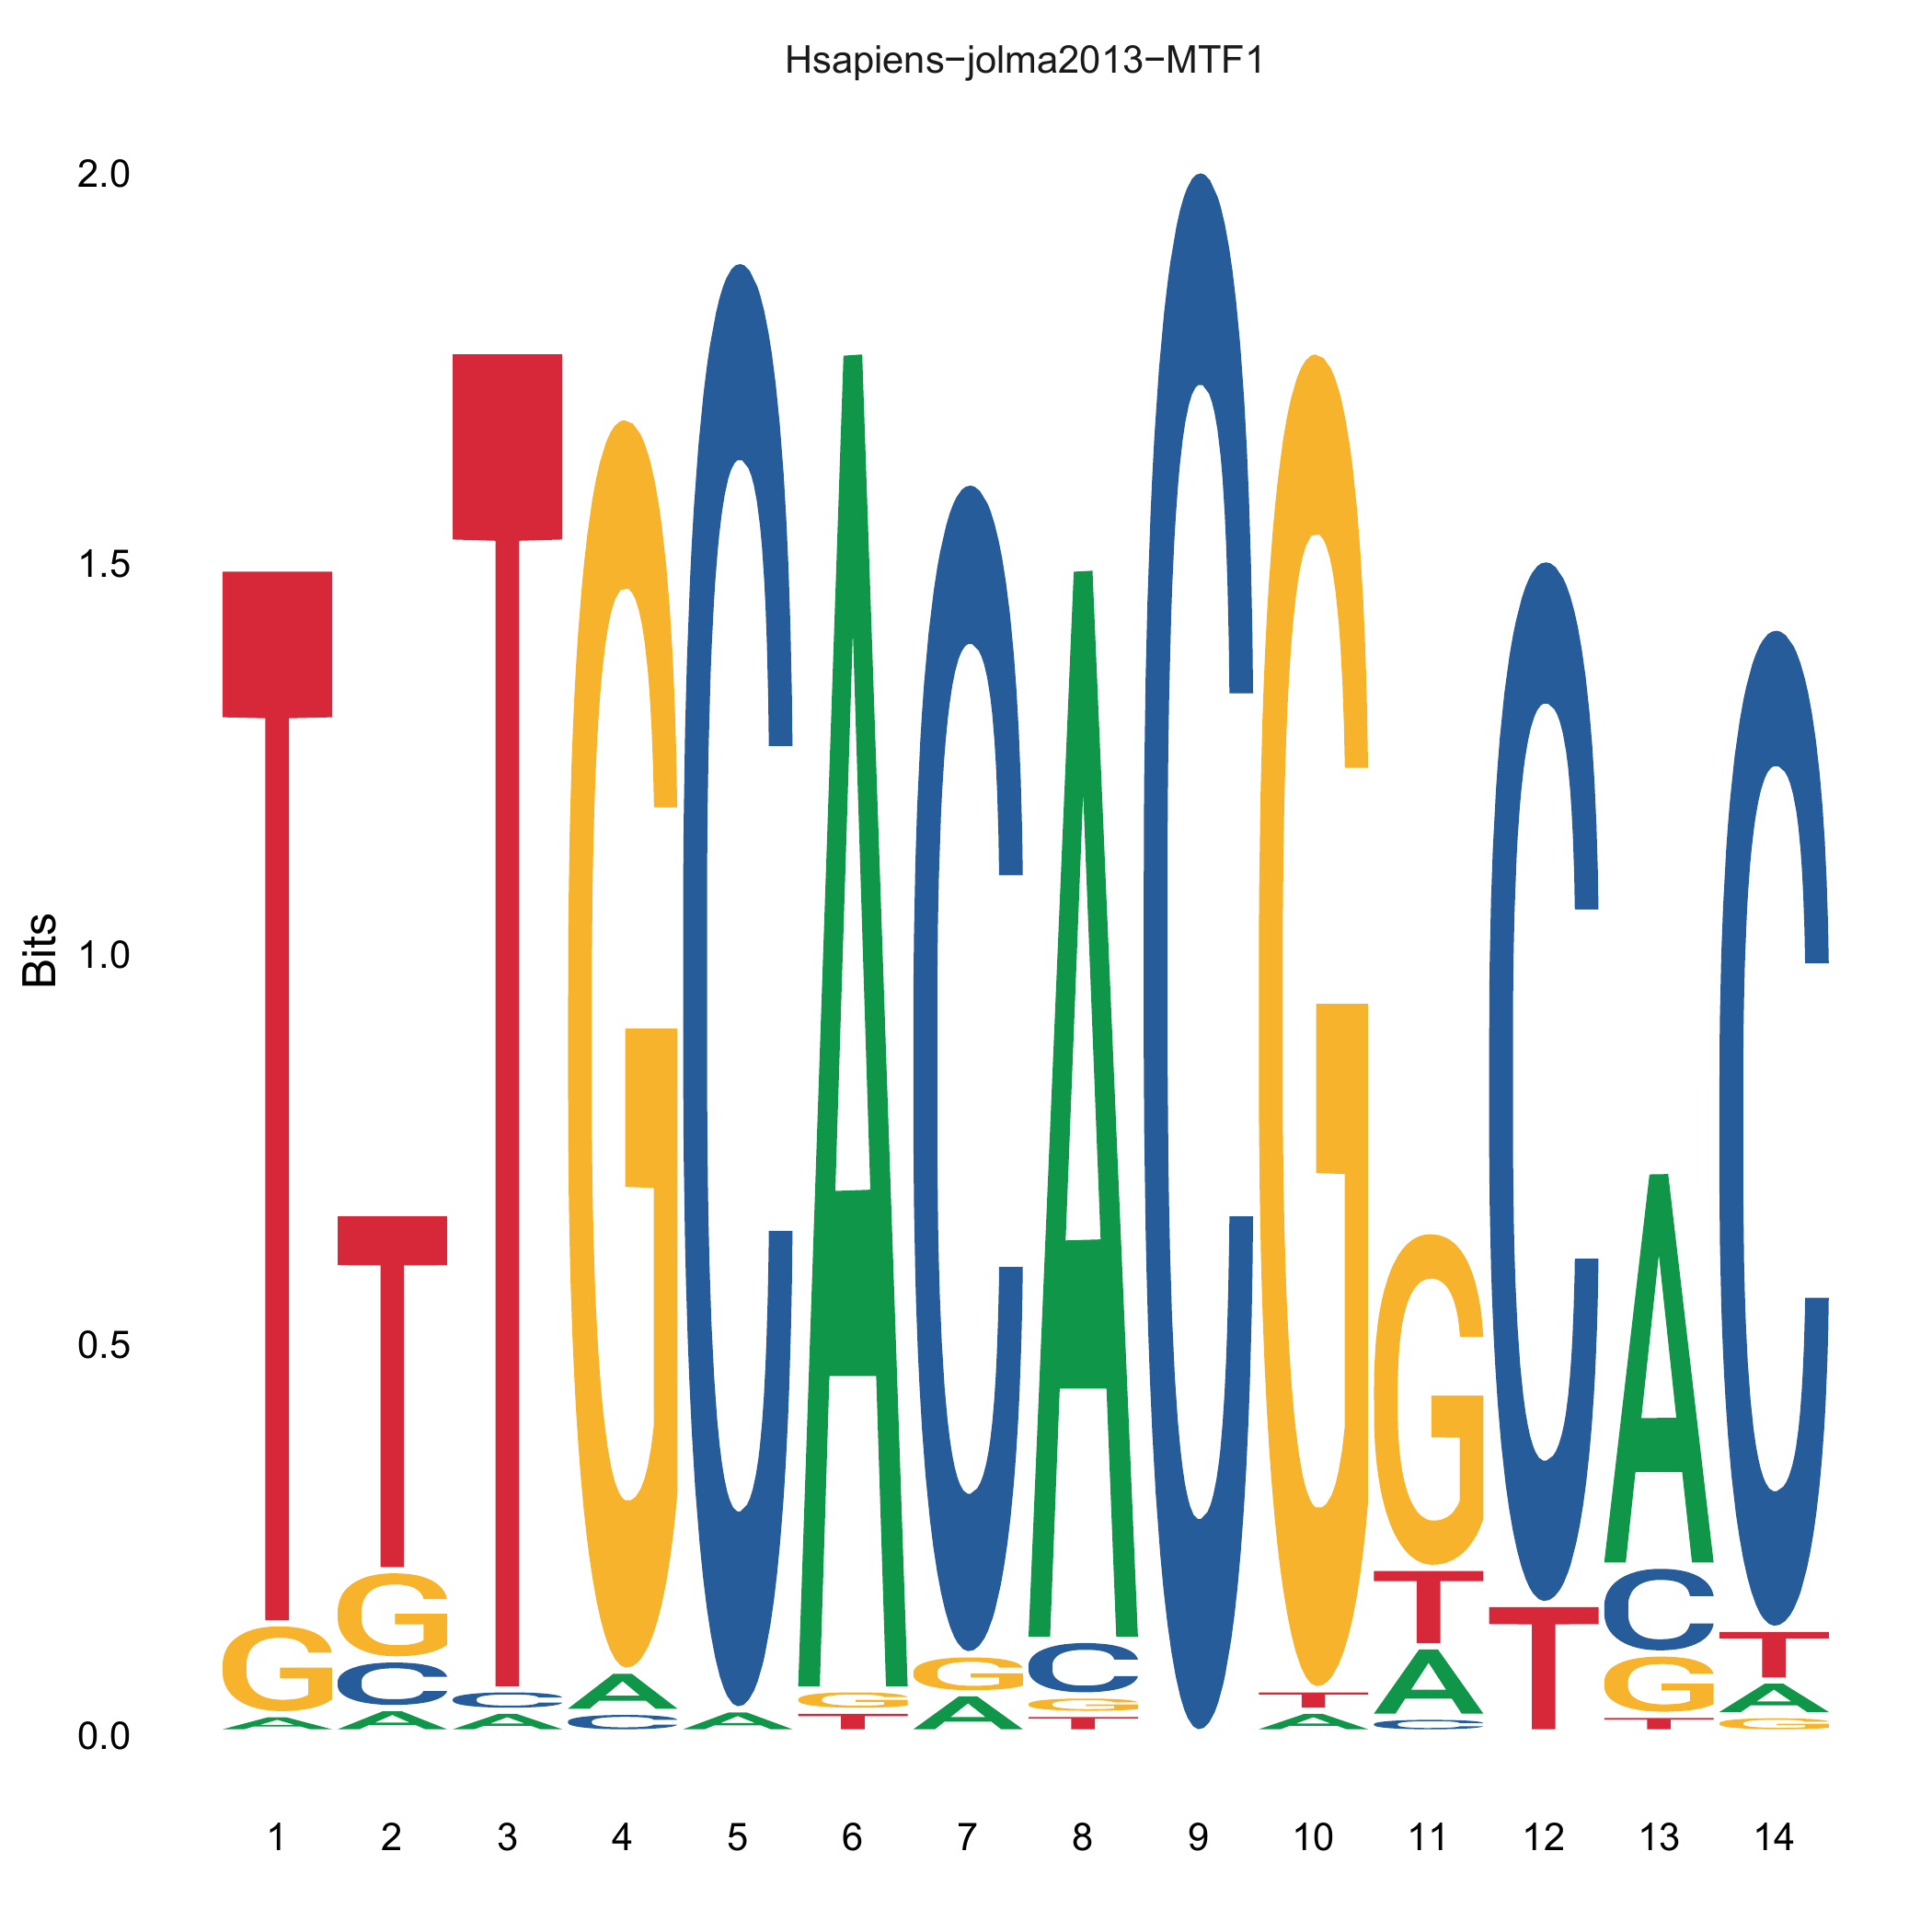 Hsapiens−jolma2013−MTF1
2.0
1.5
1.0
0.5
0.0
Bits
T G A
T G C A
T C A
G A C
C A
A G T
C G A
A C G T
C
G T A
G T A C
C T
A C G T
C T A G
1 2 3 4 5 6 7 8 9 10 11 12 13 14